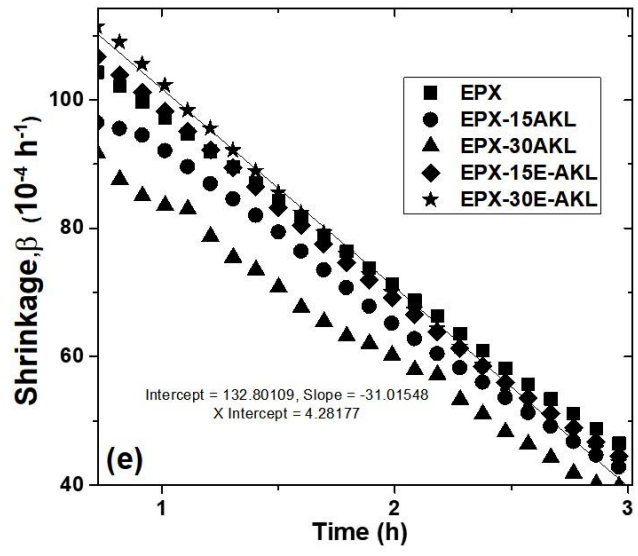 EPX
EPX-15AKL
EPX-30AKL
EPX-15E-AKL
EPX-30E-AKL
100
80
60
40
Shrinkage,β (10⁻⁴ h⁻¹)
Intercept = 132.80109, Slope = -31.01548
X Intercept = 4.28177
(e)
1
2
3
Time (h)